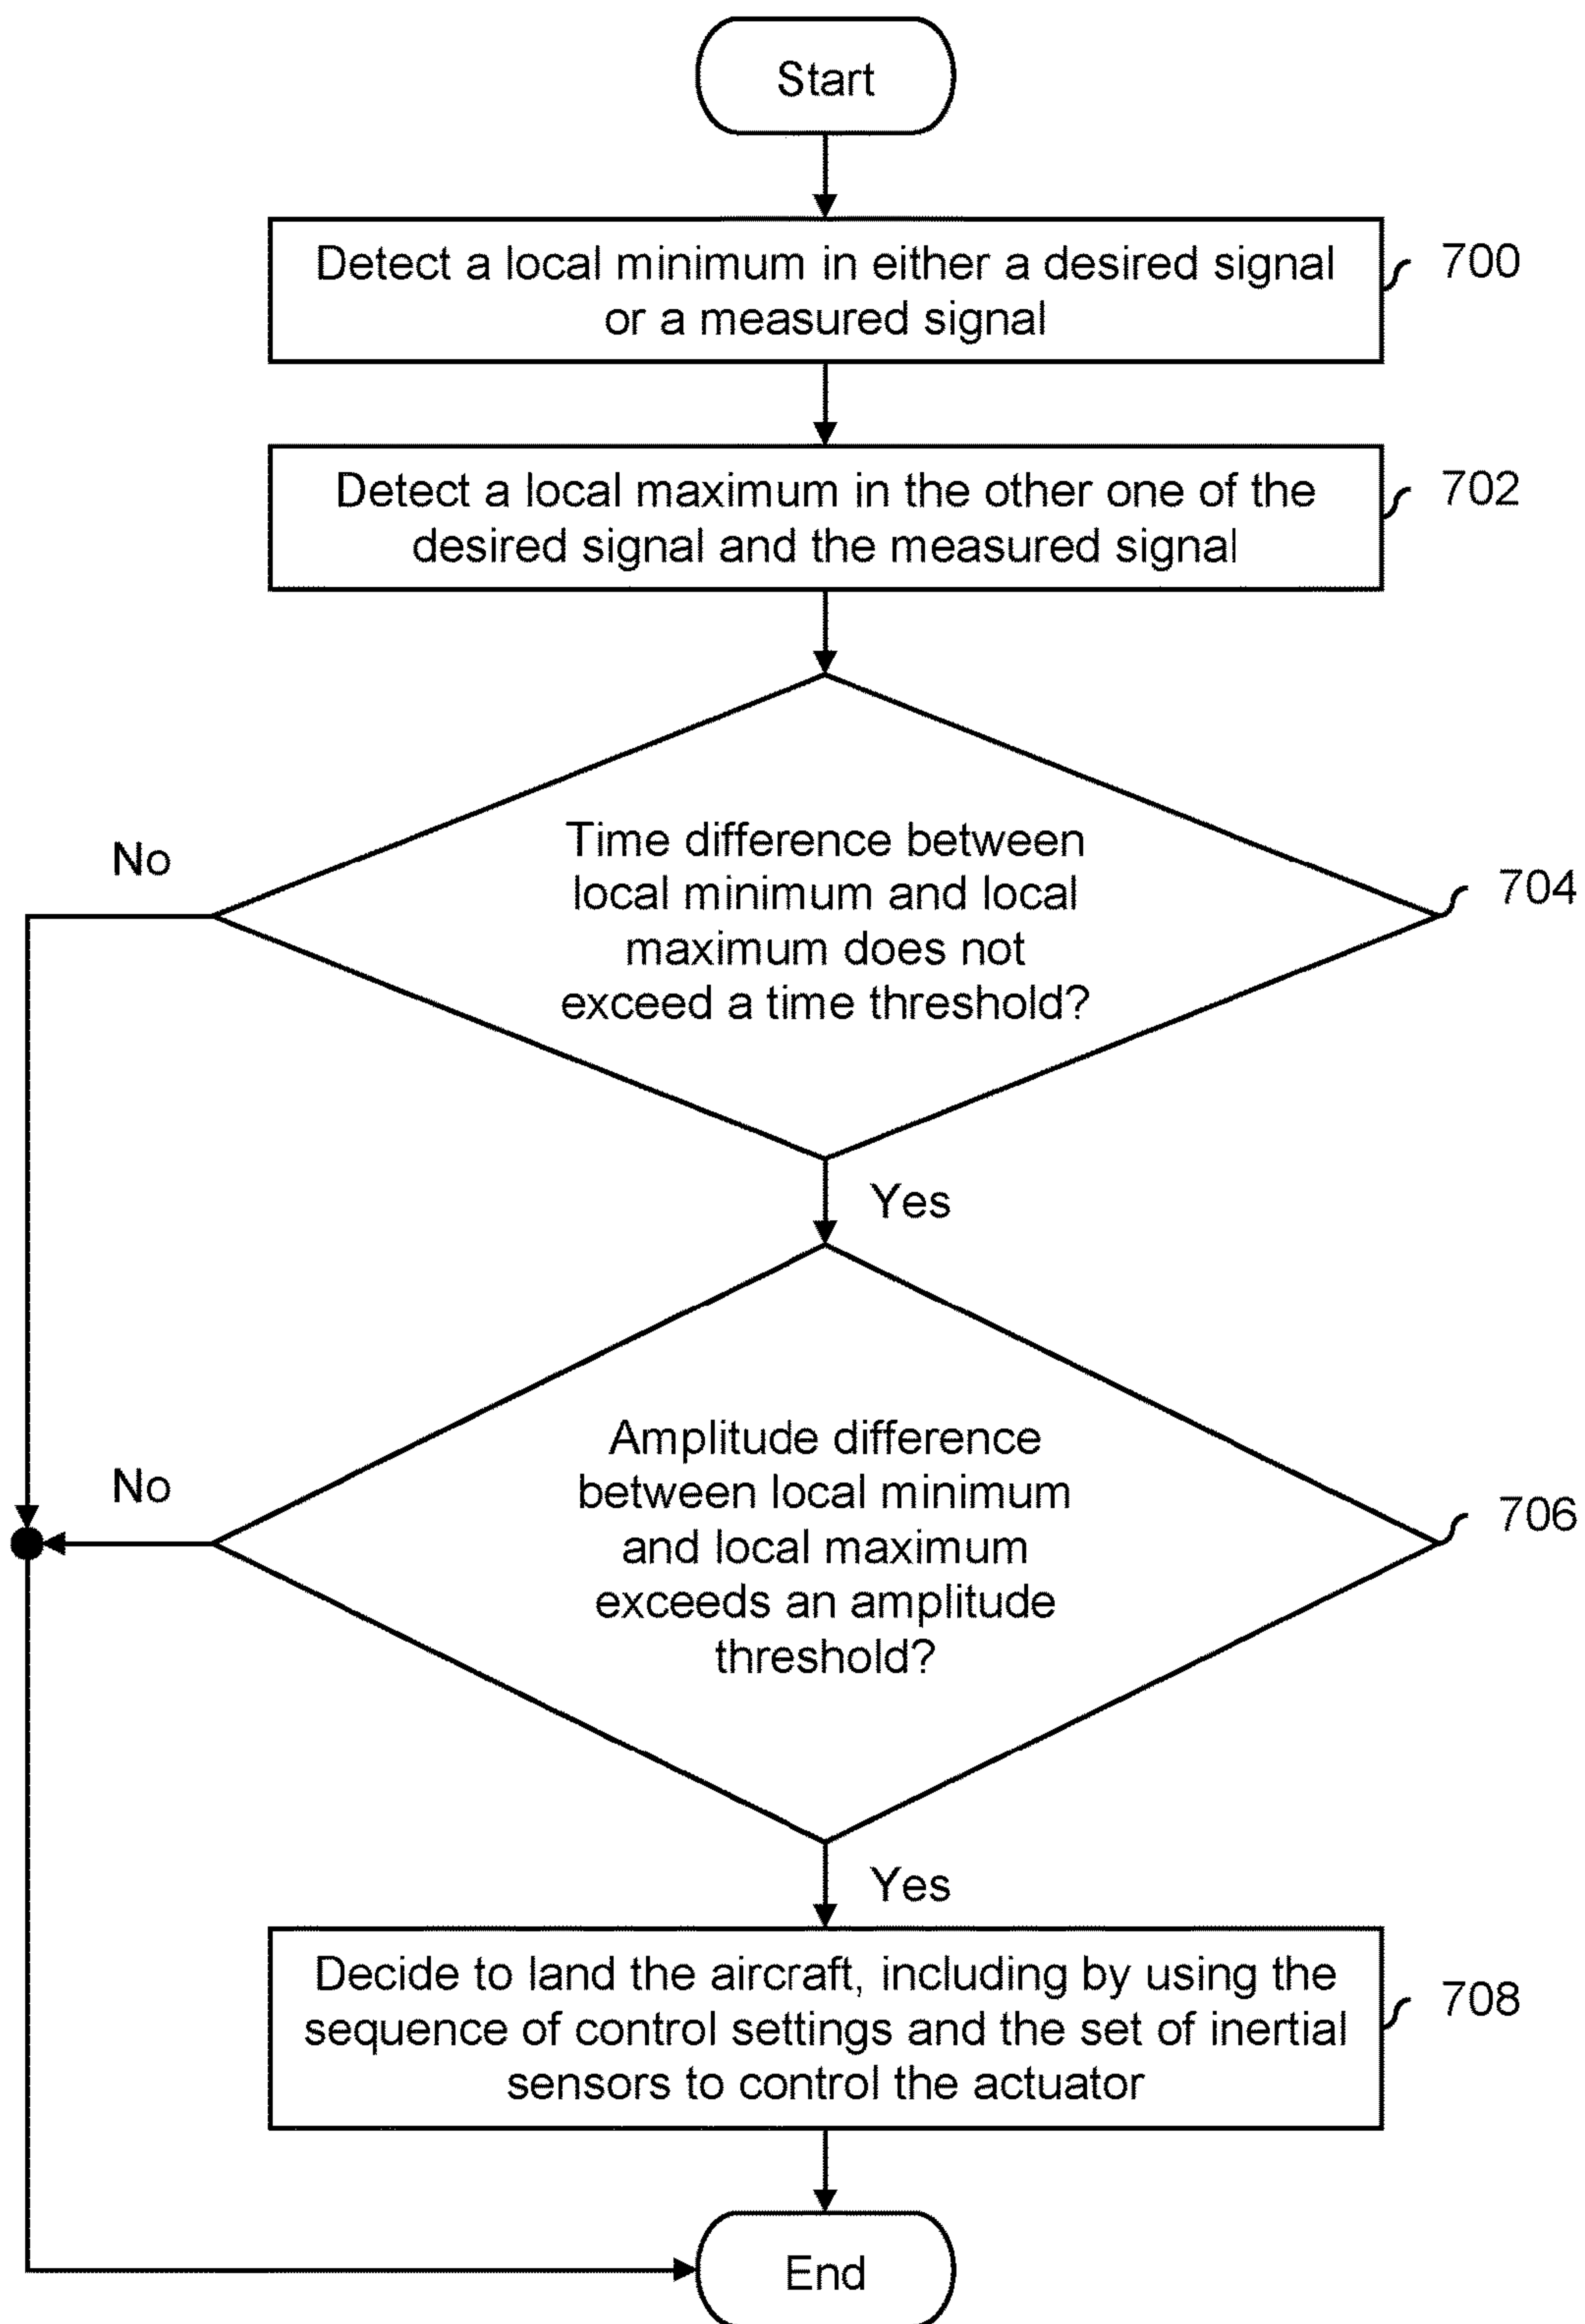 Start
Detect a local minimum in either a desired signal
or a measured signal
700
Detect a local maximum in the other one of the
desired signal and the measured signal
702
No
Time difference between
local minimum and local
maximum does not
exceed a time threshold?
704
Yes
No
Amplitude difference
between local minimum
and local maximum
exceeds an amplitude
threshold?
706
Yes
Decide to land the aircraft, including by using the
sequence of control settings and the set of inertial
sensors to control the actuator
708
End